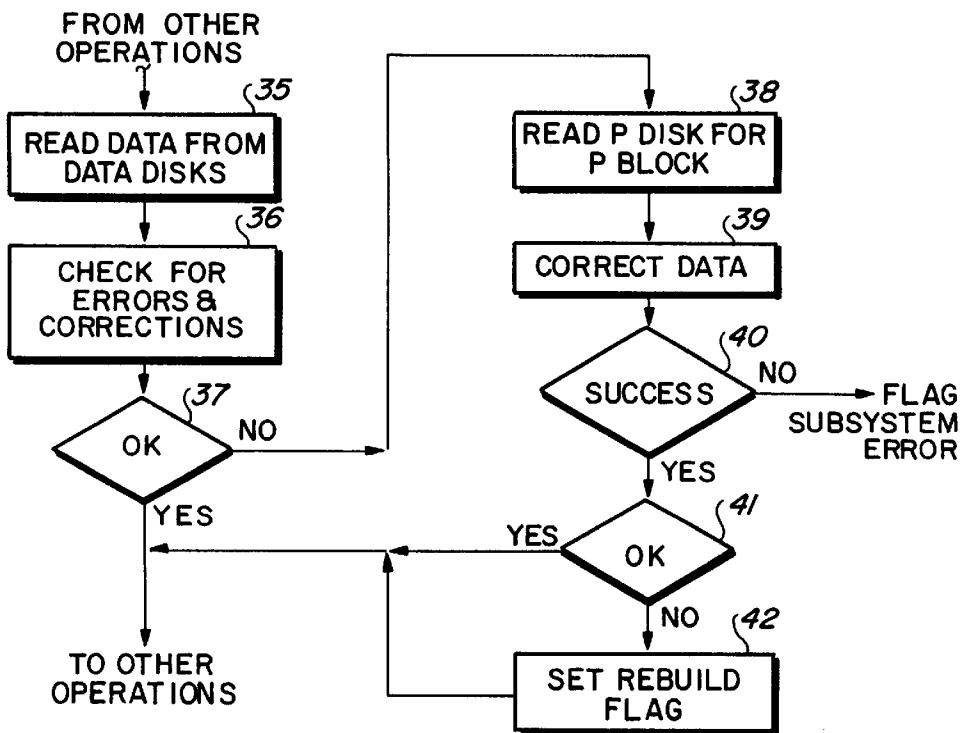 FROM OTHER
OPERATIONS
35
READ DATA FROM
DATA DISKS
36
CHECK FOR
ERRORS &
CORRECTIONS
37
OK
NO
YES
TO OTHER
OPERATIONS
38
READ P DISK FOR
P BLOCK
39
CORRECT DATA
40
SUCCESS
NO
FLAG
SUBSYSTEM
ERROR
YES
41
OK
YES
NO
42
SET REBUILD
FLAG